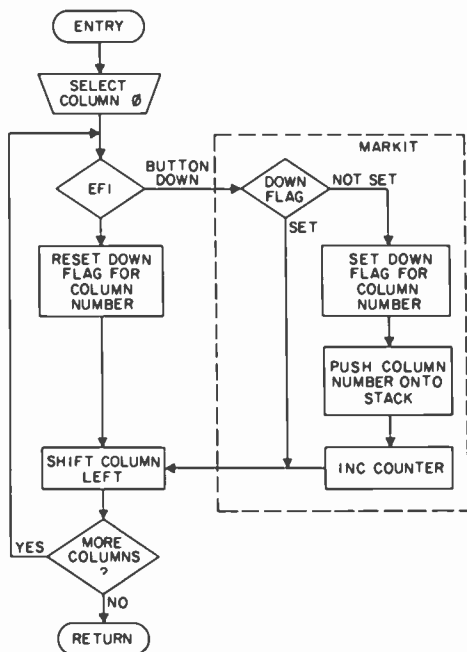 ENTRY
SELECT
COLUMN Ø
MARKIT
EF1
BUTTON
DOWN
DOWN
FLAG
NOT SET
SET
RESET DOWN
FLAG FOR
COLUMN
NUMBER
SET DOWN
FLAG FOR
COLUMN
NUMBER
PUSH COLUMN
NUMBER ONTO
STACK
SHIFT COLUMN
LEFT
INC COUNTER
YES
MORE
COLUMNS
?
NO
RETURN